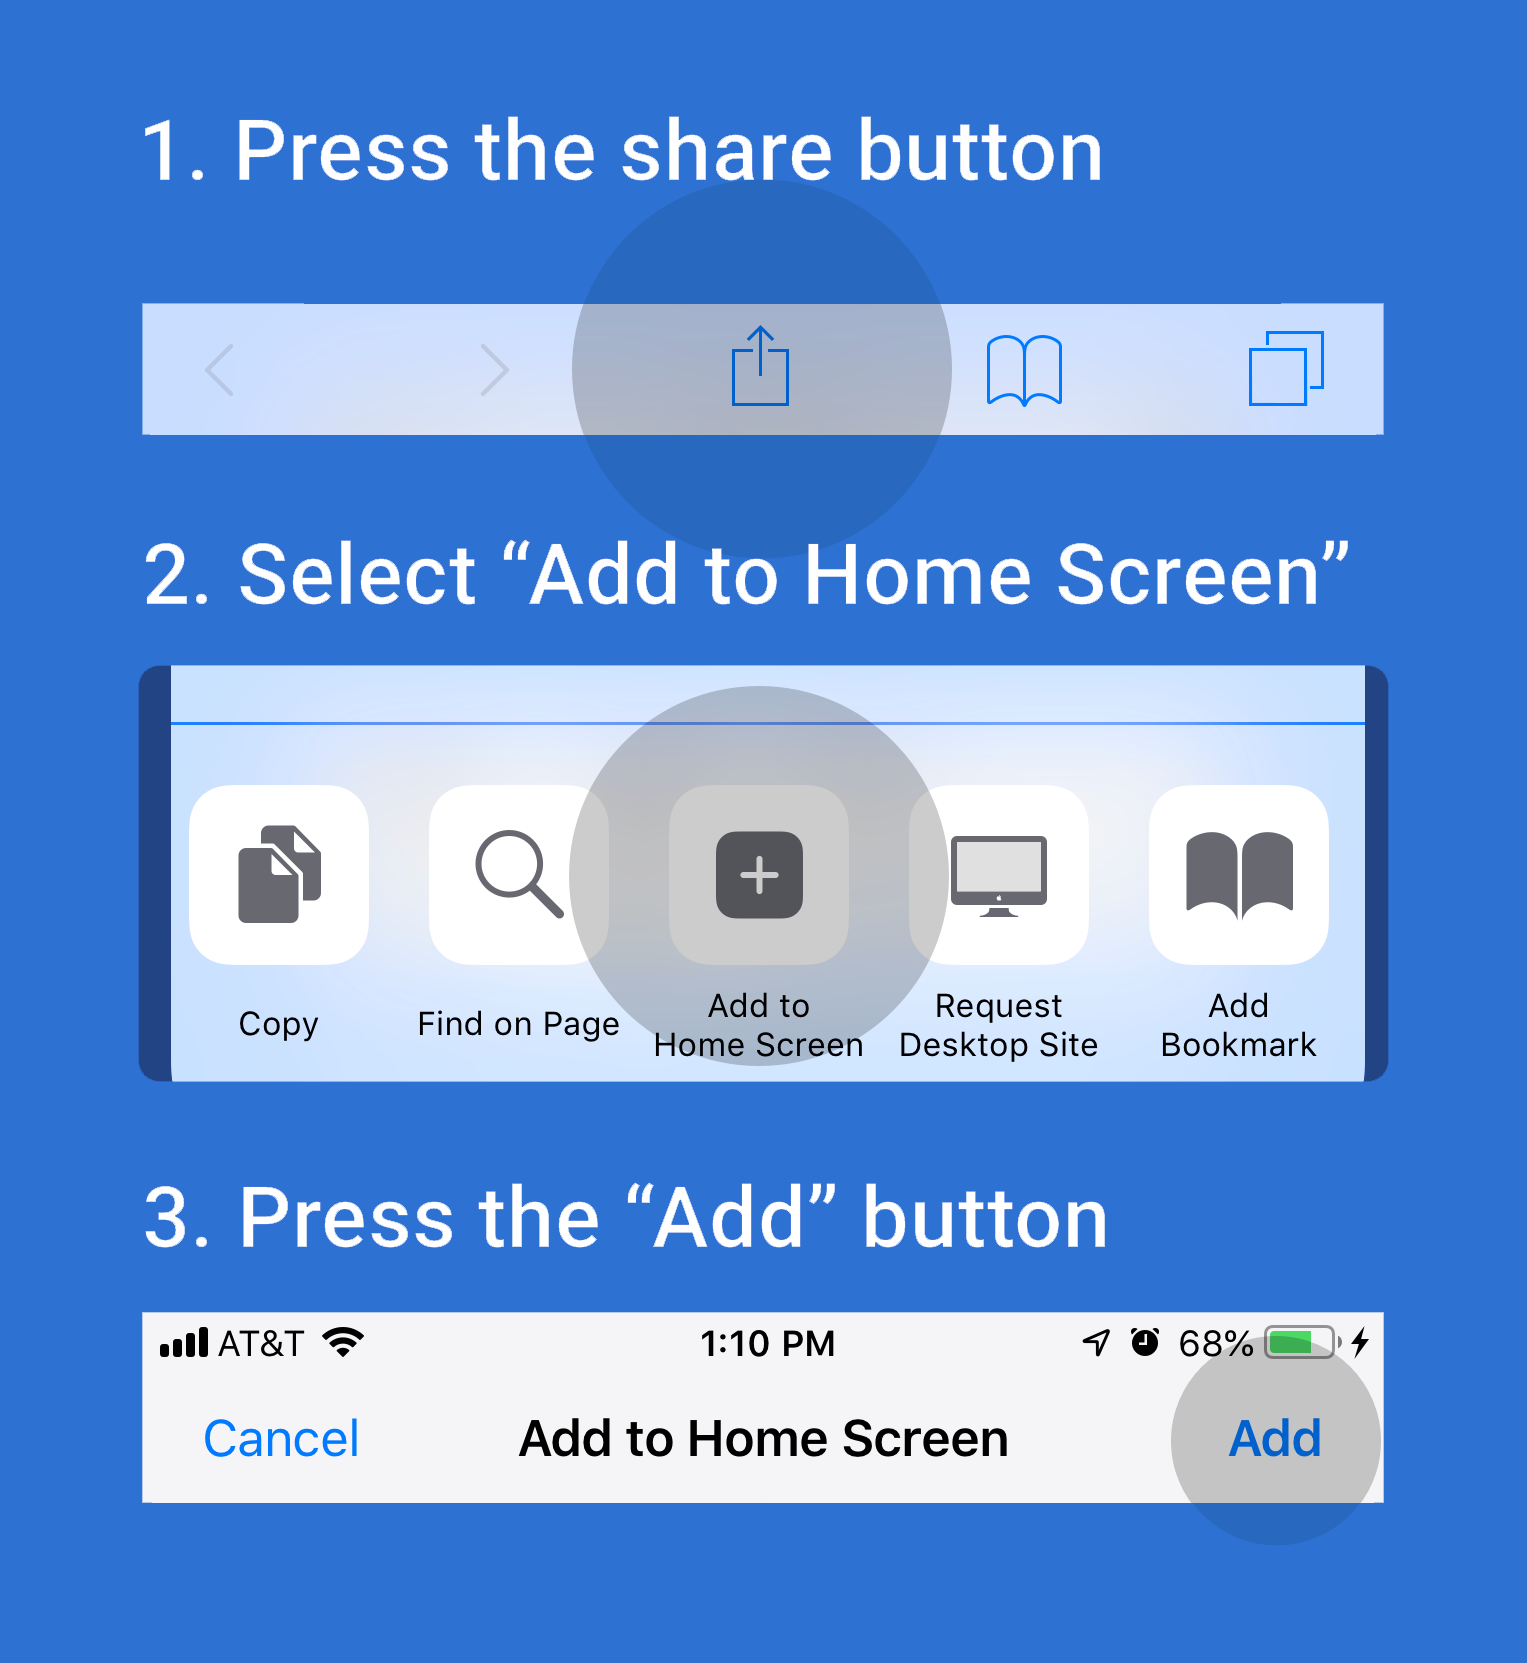 1. Press the share button
2. Select “Add to Home Screen”
Copy
Find on Page
Add to
Home Screen
Request
Desktop Site
Add
Bookmark
3. Press the “Add” button
AT&T 1:10 PM 68%
Cancel Add to Home Screen Add